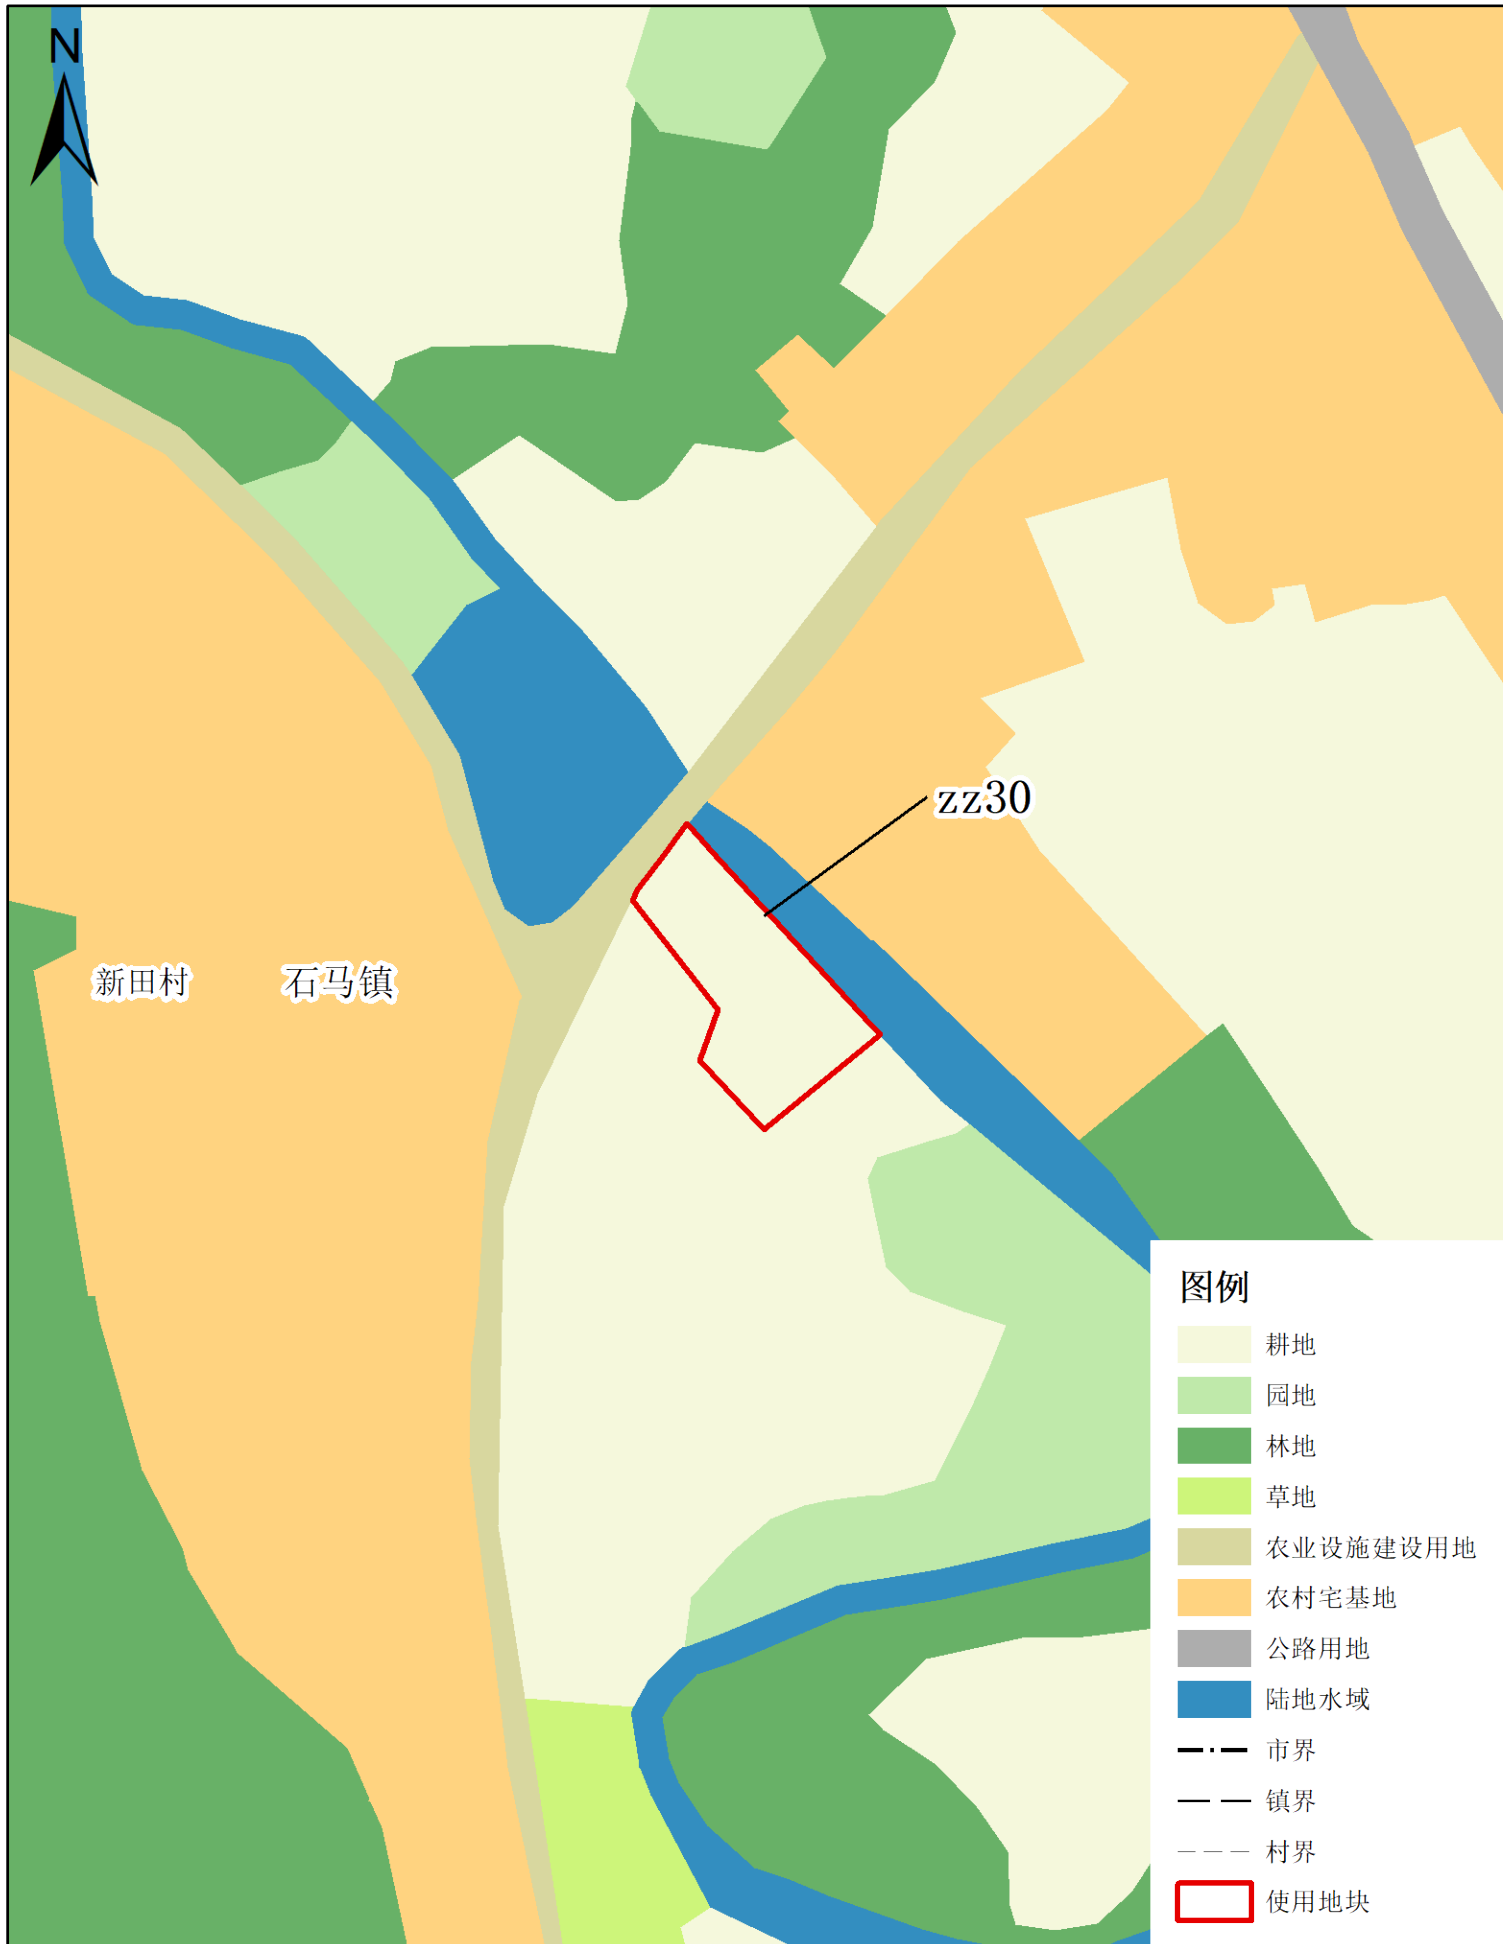 N
zz30
新田村 石马镇
图例
耕地
园地
林地
草地
农业设施建设用地
农村宅基地
公路用地
陆地水域
市界
镇界
村界
使用地块